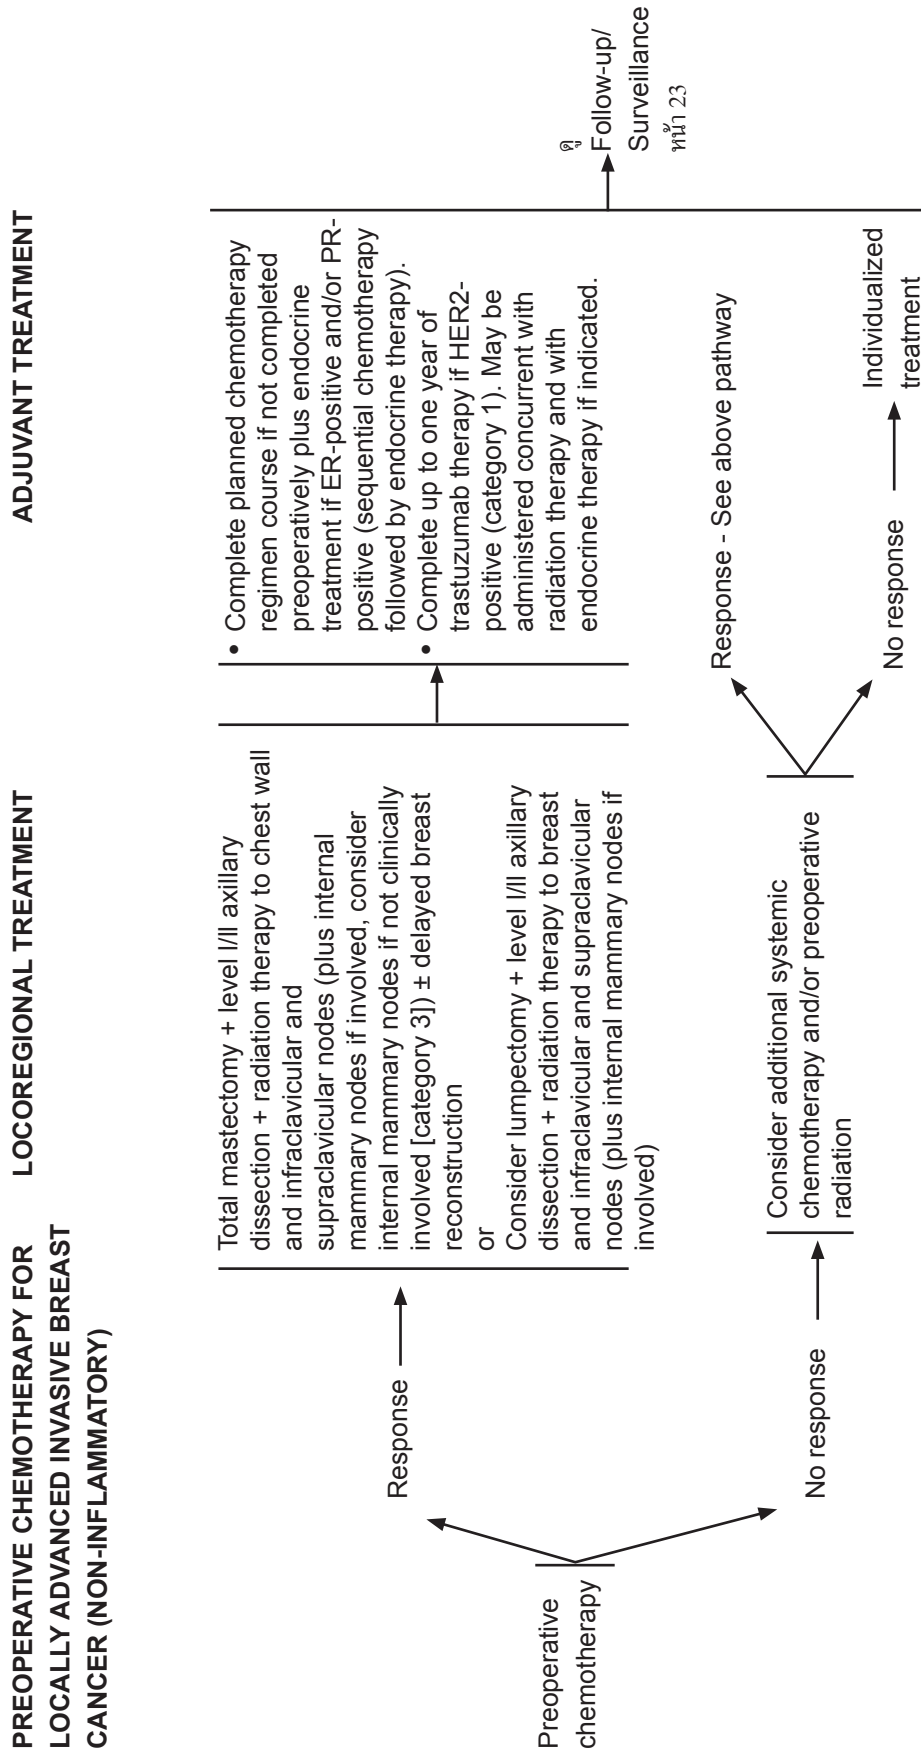 PREOPERATIVE CHEMOTHERAPY FOR
LOCALLY ADVANCED INVASIVE BREAST
CANCER (NON-INFLAMMATORY)
LOCOREGIONAL TREATMENT
ADJUVANT TREATMENT
Preoperative
chemotherapy
Response
Total mastectomy + level I/II axillary
dissection + radiation therapy to chest wall
and infraclavicular and
supraclavicular nodes (plus internal
mammary nodes if involved, consider
internal mammary nodes if not clinically
involved [category 3]) ± delayed breast
reconstruction
or
Consider lumpectomy + level I/II axillary
dissection + radiation therapy to breast
and infraclavicular and supraclavicular
nodes (plus internal mammary nodes if
involved)
• Complete planned chemotherapy
regimen course if not completed
preoperatively plus endocrine
treatment if ER-positive and/or PR-
positive (sequential chemotherapy
followed by endocrine therapy).
• Complete up to one year of
trastuzumab therapy if HER2-
positive (category 1). May be
administered concurrent with
radiation therapy and with
endocrine therapy if indicated.
ดู
Follow-up/
Surveillance
หน้า 23
No response
Consider additional systemic
chemotherapy and/or preoperative
radiation
Response - See above pathway
No response
Individualized
treatment